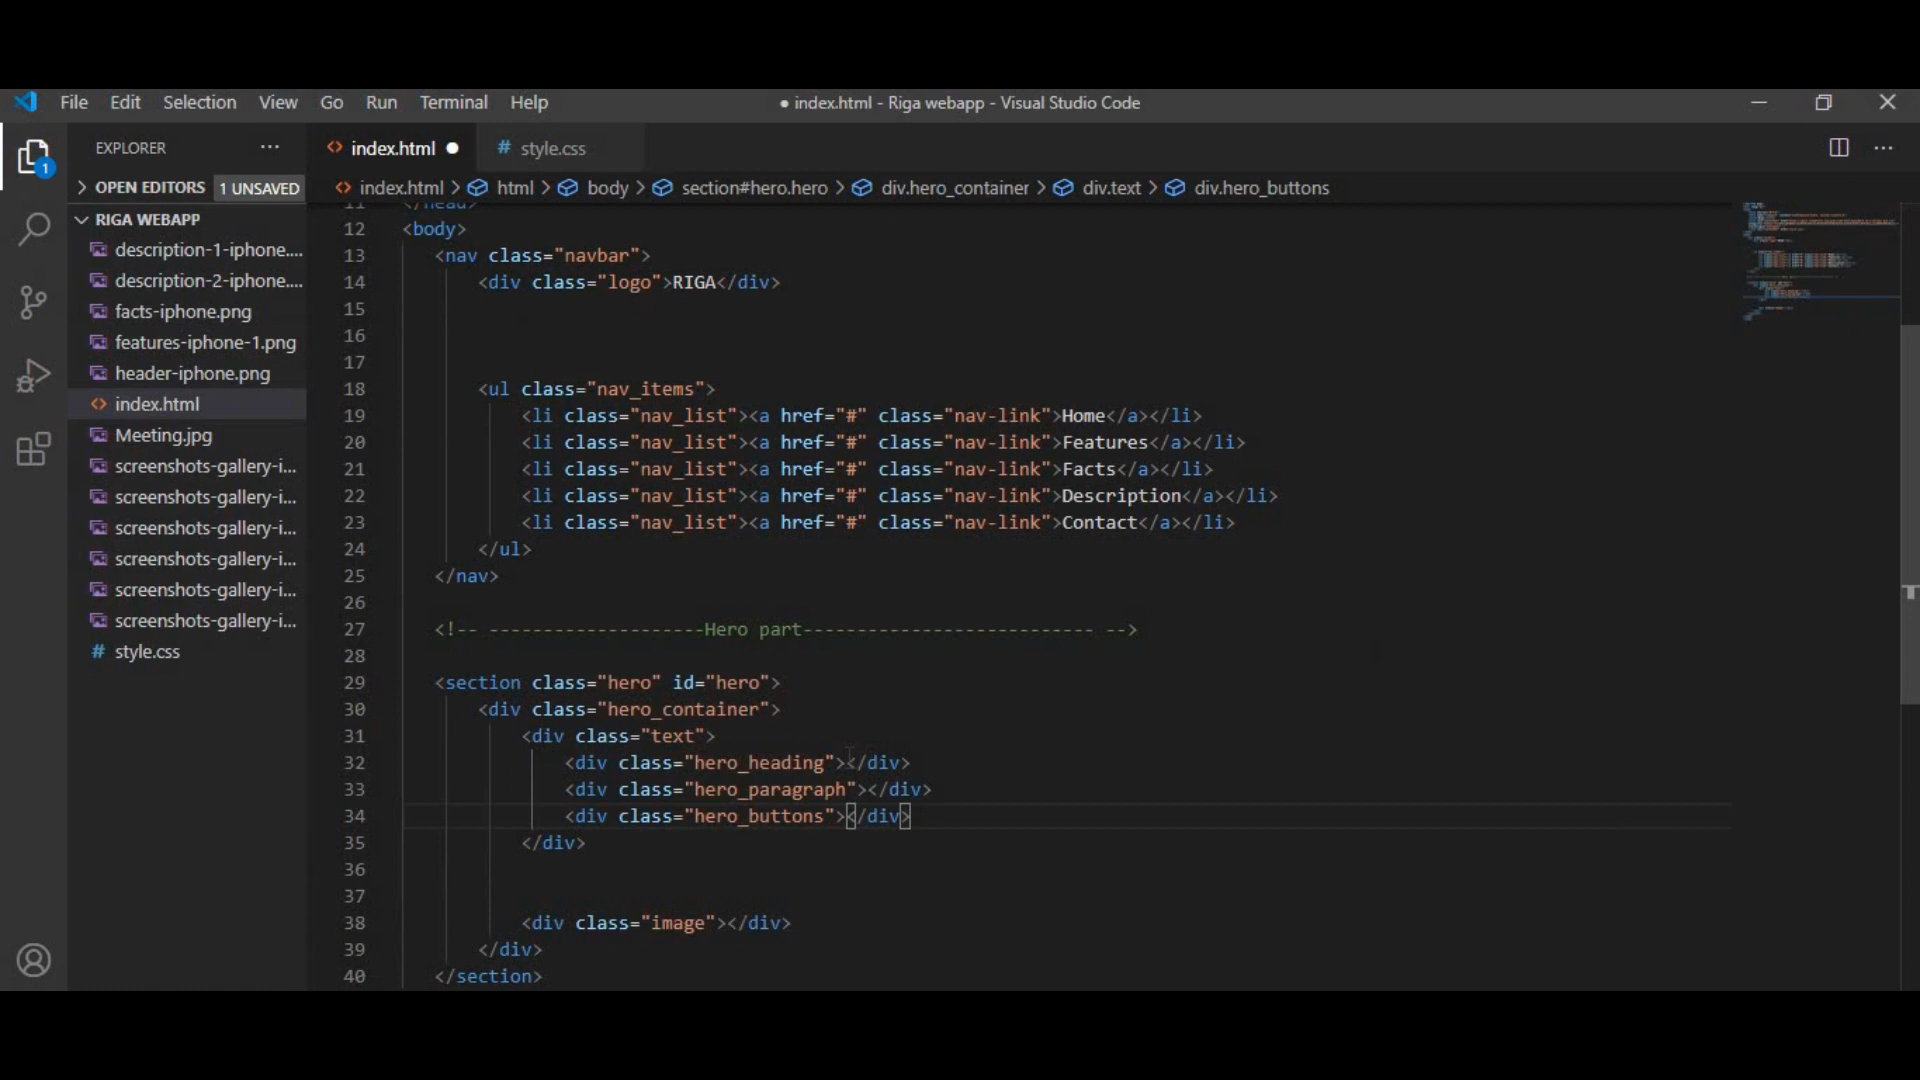 File Edit Selection View Go Run Terminal Help ● index.html - Riga webapp - Visual Studio Code
EXPLORER ... index.html # style.css ...
OPEN EDITORS 1 UNSAVED index.html > html > body > section#hero.hero > div.hero_container > div.text > div.hero_buttons
1
RIGA WEBAPP
description-1-iphone....
description-2-iphone....
facts-iphone.png
features-iphone-1.png
header-iphone.png
index.html
Meeting.jpg
screenshots-gallery-i...
screenshots-gallery-i...
screenshots-gallery-i...
screenshots-gallery-i...
screenshots-gallery-i...
screenshots-gallery-i...
# style.css
11 </head>
12 <body>
13 <nav class="navbar">
14 <div class="logo">RIGA</div>
15
16
17
18 <ul class="nav_items">
19 <li class="nav_list"><a href="#" class="nav-link">Home</a></li>
20 <li class="nav_list"><a href="#" class="nav-link">Features</a></li>
21 <li class="nav_list"><a href="#" class="nav-link">Facts</a></li>
22 <li class="nav_list"><a href="#" class="nav-link">Description</a></li>
23 <li class="nav_list"><a href="#" class="nav-link">Contact</a></li>
24 </ul>
25 </nav>
26
27 <!-- --------------------Hero part--------------------------- -->
28
29 <section class="hero" id="hero">
30 <div class="hero_container">
31 <div class="text">
32 <div class="hero_heading"></div>
33 <div class="hero_paragraph"></div>
34 <div class="hero_buttons"></div>
35 </div>
36
37
38 <div class="image"></div>
39 </div>
40 </section>